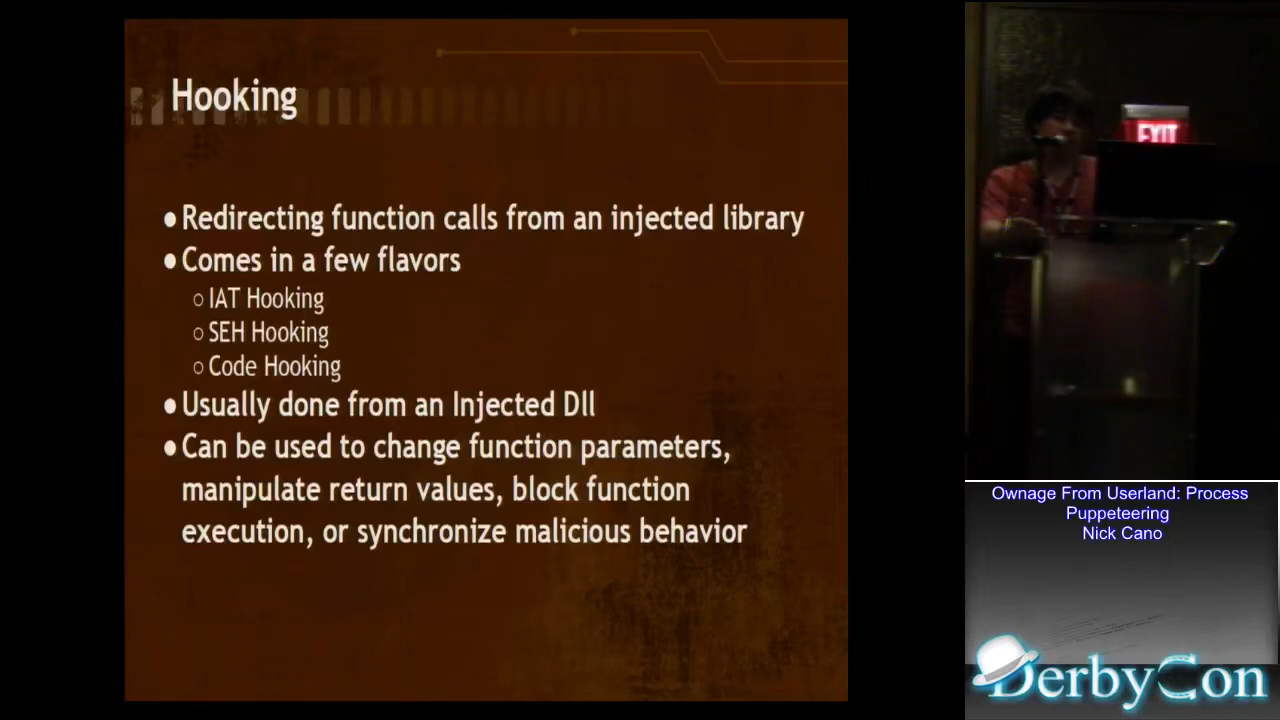 Hooking
●Redirecting function calls from an injected library
●Comes in a few flavors
○IAT Hooking
○SEH Hooking
○Code Hooking
●Usually done from an Injected Dll
●Can be used to change function parameters,
manipulate return values, block function
execution, or synchronize malicious behavior
EXIT
Ownage From Userland: Process
Puppeteering
Nick Cano
DerbyCon